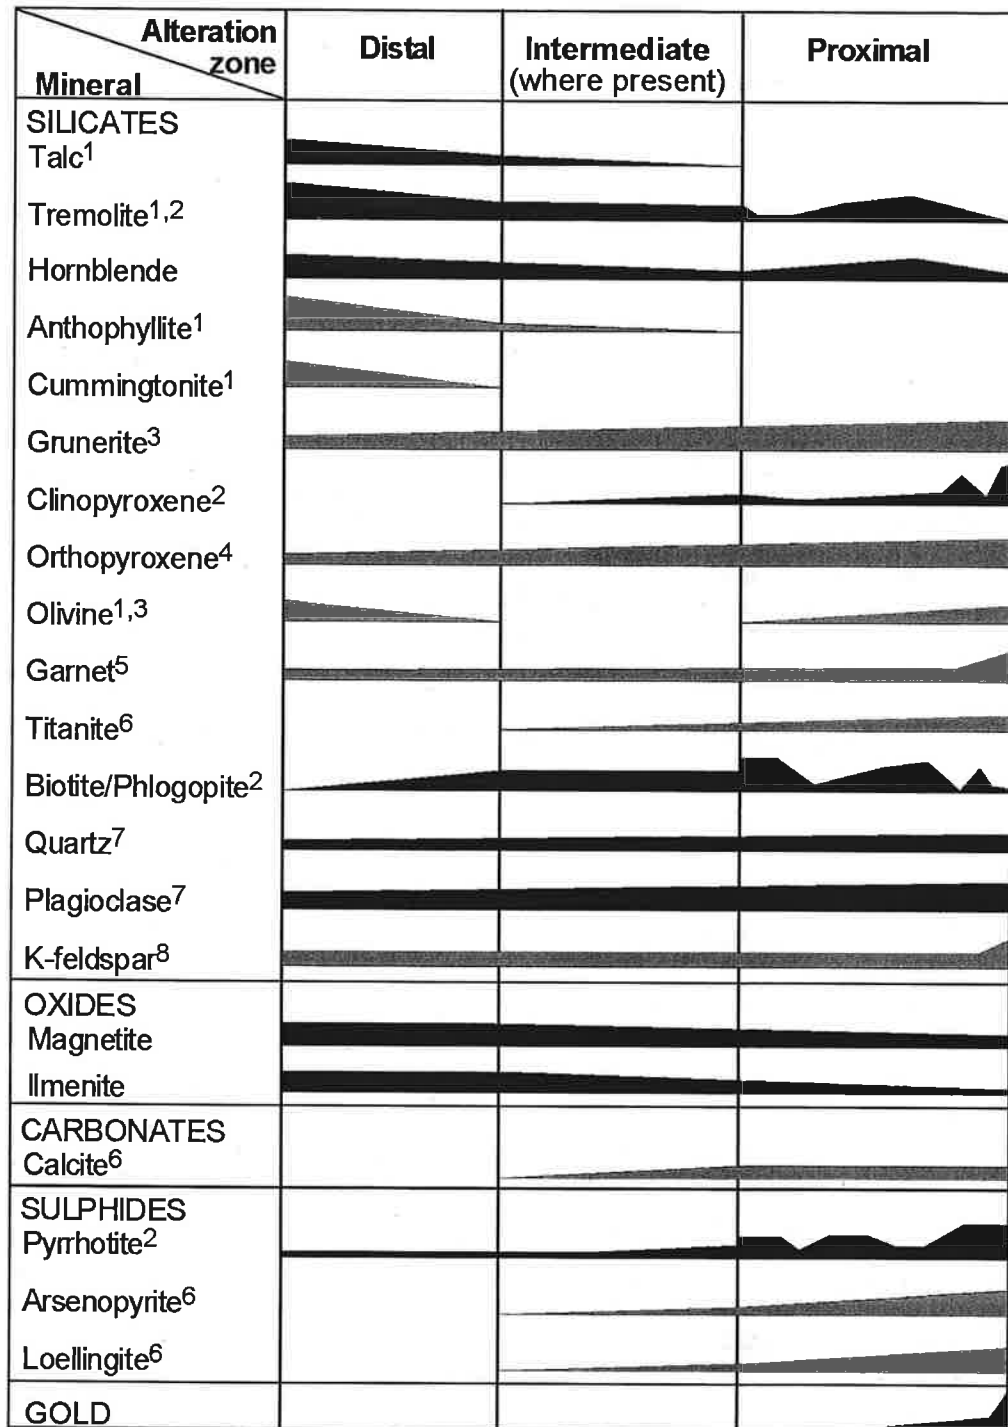 Alteration
zone
Mineral
Distal
Intermediate
(where present)
Proximal
SILICATES
Talc1
Tremolite1,2
Hornblende
Anthophyllite1
Cummingtonite1
Grunerite3
Clinopyroxene2
Orthopyroxene4
Olivine1,3
Garnet5
Titanite6
Biotite/Phlogopite2
Quartz7
Plagioclase7
K-feldspar8
OXIDES
Magnetite
Ilmenite
CARBONATES
Calcite6
SULPHIDES
Pyrrhotite2
Arsenopyrite6
Loellingite6
GOLD